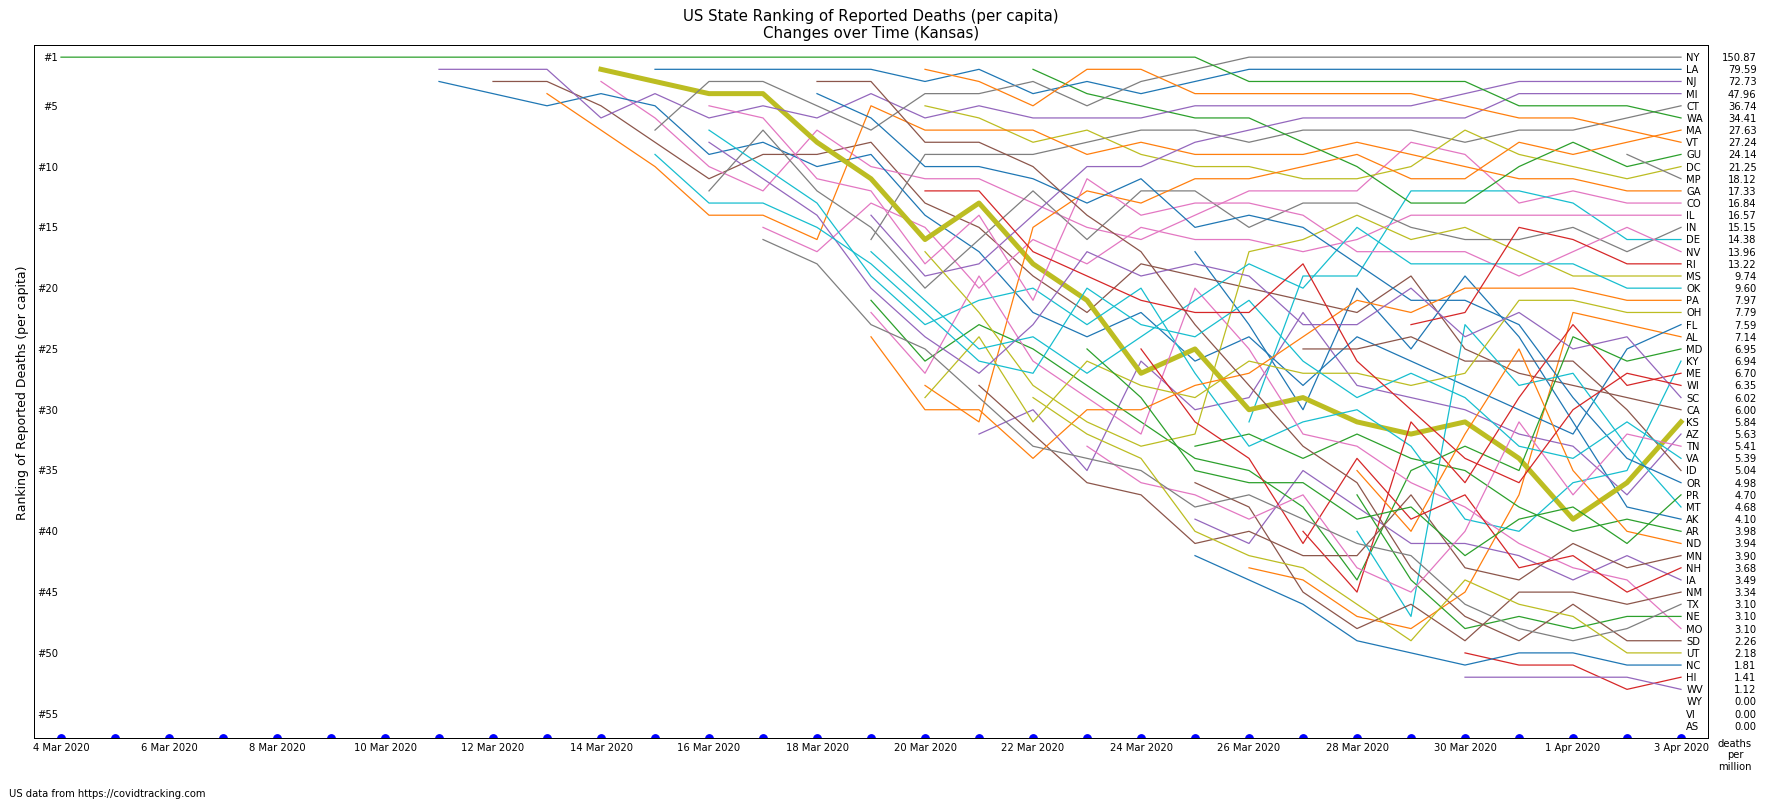 US State Ranking of Reported Deaths (per capita)
Changes over Time (Kansas)
Ranking of Reported Deaths (per capita)
#1
#5
#10
#15
#20
#25
#30
#35
#40
#45
#50
#55
NY 150.87
LA 79.59
NJ 72.73
MI 47.96
CT 36.74
WA 34.41
MA 27.63
VT 27.24
GU 24.14
DC 21.25
MP 18.12
GA 17.33
CO 16.84
IL 16.57
IN 15.15
DE 14.38
NV 13.96
RI 13.22
MS 9.74
OK 9.60
PA 7.97
OH 7.79
FL 7.59
AL 7.14
MD 6.95
KY 6.94
ME 6.70
WI 6.35
SC 6.02
CA 6.00
KS 5.84
AZ 5.63
TN 5.41
VA 5.39
ID 5.04
OR 4.98
PR 4.70
MT 4.68
AK 4.10
AR 3.98
ND 3.94
MN 3.90
NH 3.68
IA 3.49
NM 3.34
TX 3.10
NE 3.10
MO 3.10
SD 2.26
UT 2.18
NC 1.81
HI 1.41
WV 1.12
WY 0.00
VI 0.00
AS 0.00
4 Mar 2020 6 Mar 2020 8 Mar 2020 10 Mar 2020 12 Mar 2020 14 Mar 2020 16 Mar 2020 18 Mar 2020 20 Mar 2020 22 Mar 2020 24 Mar 2020 26 Mar 2020 28 Mar 2020 30 Mar 2020 1 Apr 2020 3 Apr 2020
deaths
per
million
US data from https://covidtracking.com